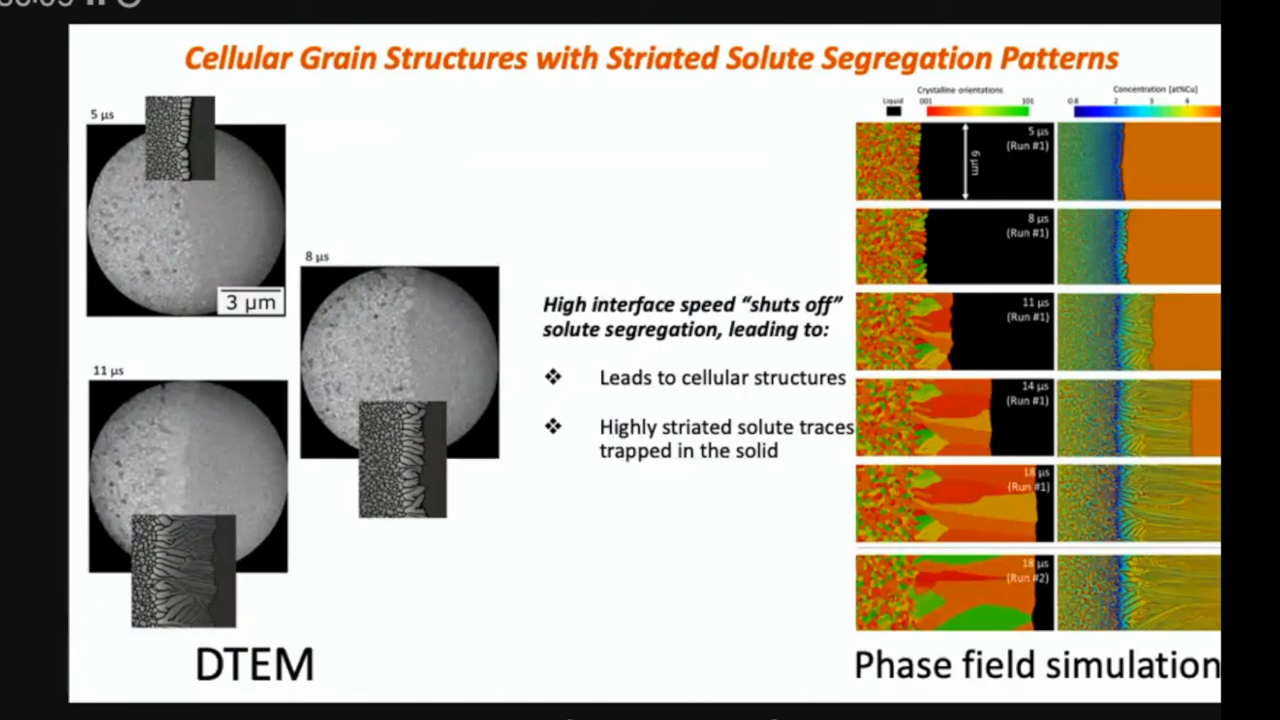 Cellular Grain Structures with Striated Solute Segregation Patterns
5 µs
3 µm
8 µs
11 µs
DTEM
High interface speed “shuts off”
solute segregation, leading to:
❖ Leads to cellular structures
❖ Highly striated solute traces
trapped in the solid
Crystalline orientations
Liquid 001 101
Concentration [at%Cu]
0.8 2 3 4
5 µs
(Run #1)
6 µm
8 µs
(Run #1)
11 µs
(Run #1)
14 µs
(Run #1)
18 µs
(Run #1)
18 µs
(Run #2)
Phase field simulation